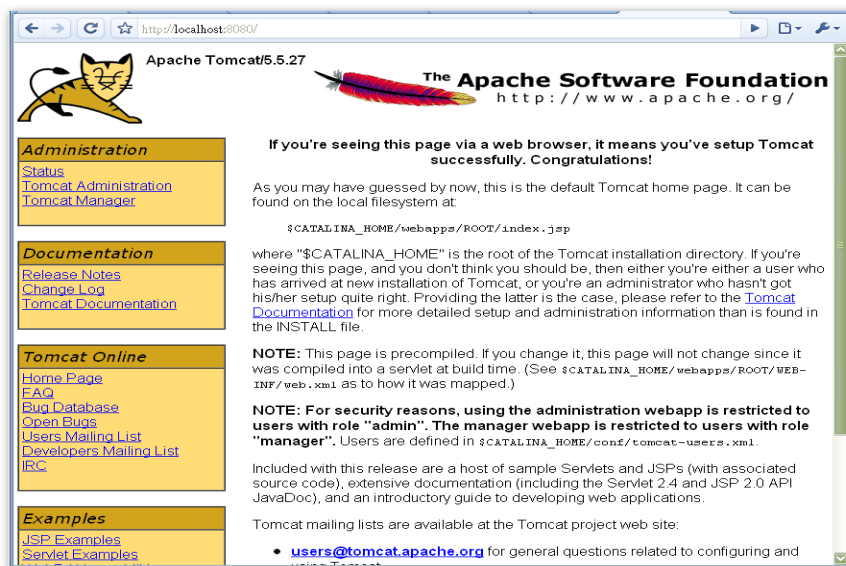 http://localhost:8080/
Apache Tomcat/5.5.27
The Apache Software Foundation
http://www.apache.org/
Administration
Status
Tomcat Administration
Tomcat Manager
Documentation
Release Notes
Change Log
Tomcat Documentation
Tomcat Online
Home Page
FAQ
Bug Database
Open Bugs
Users Mailing List
Developers Mailing List
IRC
Examples
JSP Examples
Servlet Examples
If you're seeing this page via a web browser, it means you've setup Tomcat
successfully. Congratulations!
As you may have guessed by now, this is the default Tomcat home page. It can be
found on the local filesystem at:
$CATALINA_HOME/webapps/ROOT/index.jsp
where "$CATALINA_HOME" is the root of the Tomcat installation directory. If you're
seeing this page, and you don't think you should be, then either you're either a user who
has arrived at new installation of Tomcat, or you're an administrator who hasn't got
his/her setup quite right. Providing the latter is the case, please refer to the Tomcat
Documentation for more detailed setup and administration information than is found in
the INSTALL file.
NOTE: This page is precompiled. If you change it, this page will not change since it
was compiled into a servlet at build time. (See $CATALINA_HOME/webapps/ROOT/WEB-
INF/web.xml as to how it was mapped.)
NOTE: For security reasons, using the administration webapp is restricted to
users with role "admin". The manager webapp is restricted to users with role
"manager". Users are defined in $CATALINA_HOME/conf/tomcat-users.xml.
Included with this release are a host of sample Servlets and JSPs (with associated
source code), extensive documentation (including the Servlet 2.4 and JSP 2.0 API
JavaDoc), and an introductory guide to developing web applications.
Tomcat mailing lists are available at the Tomcat project web site:
• users@tomcat.apache.org for general questions related to configuring and